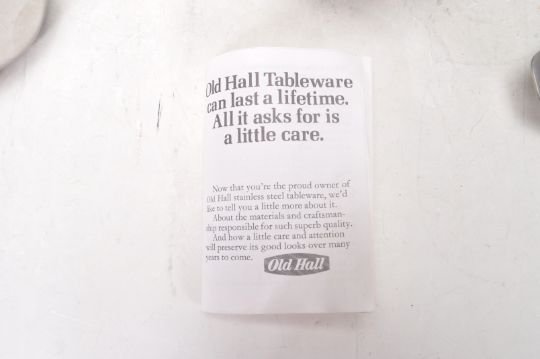 Old Hall Tableware
can last a lifetime.
All it asks for is
a little care.
Now that you're the proud owner of
Old Hall stainless steel tableware, we'd
like to tell you a little more about it.
About the materials and craftsman-
ship responsible for such superb quality.
And how a little care and attention
will preserve its good looks over many
years to come.
Old Hall